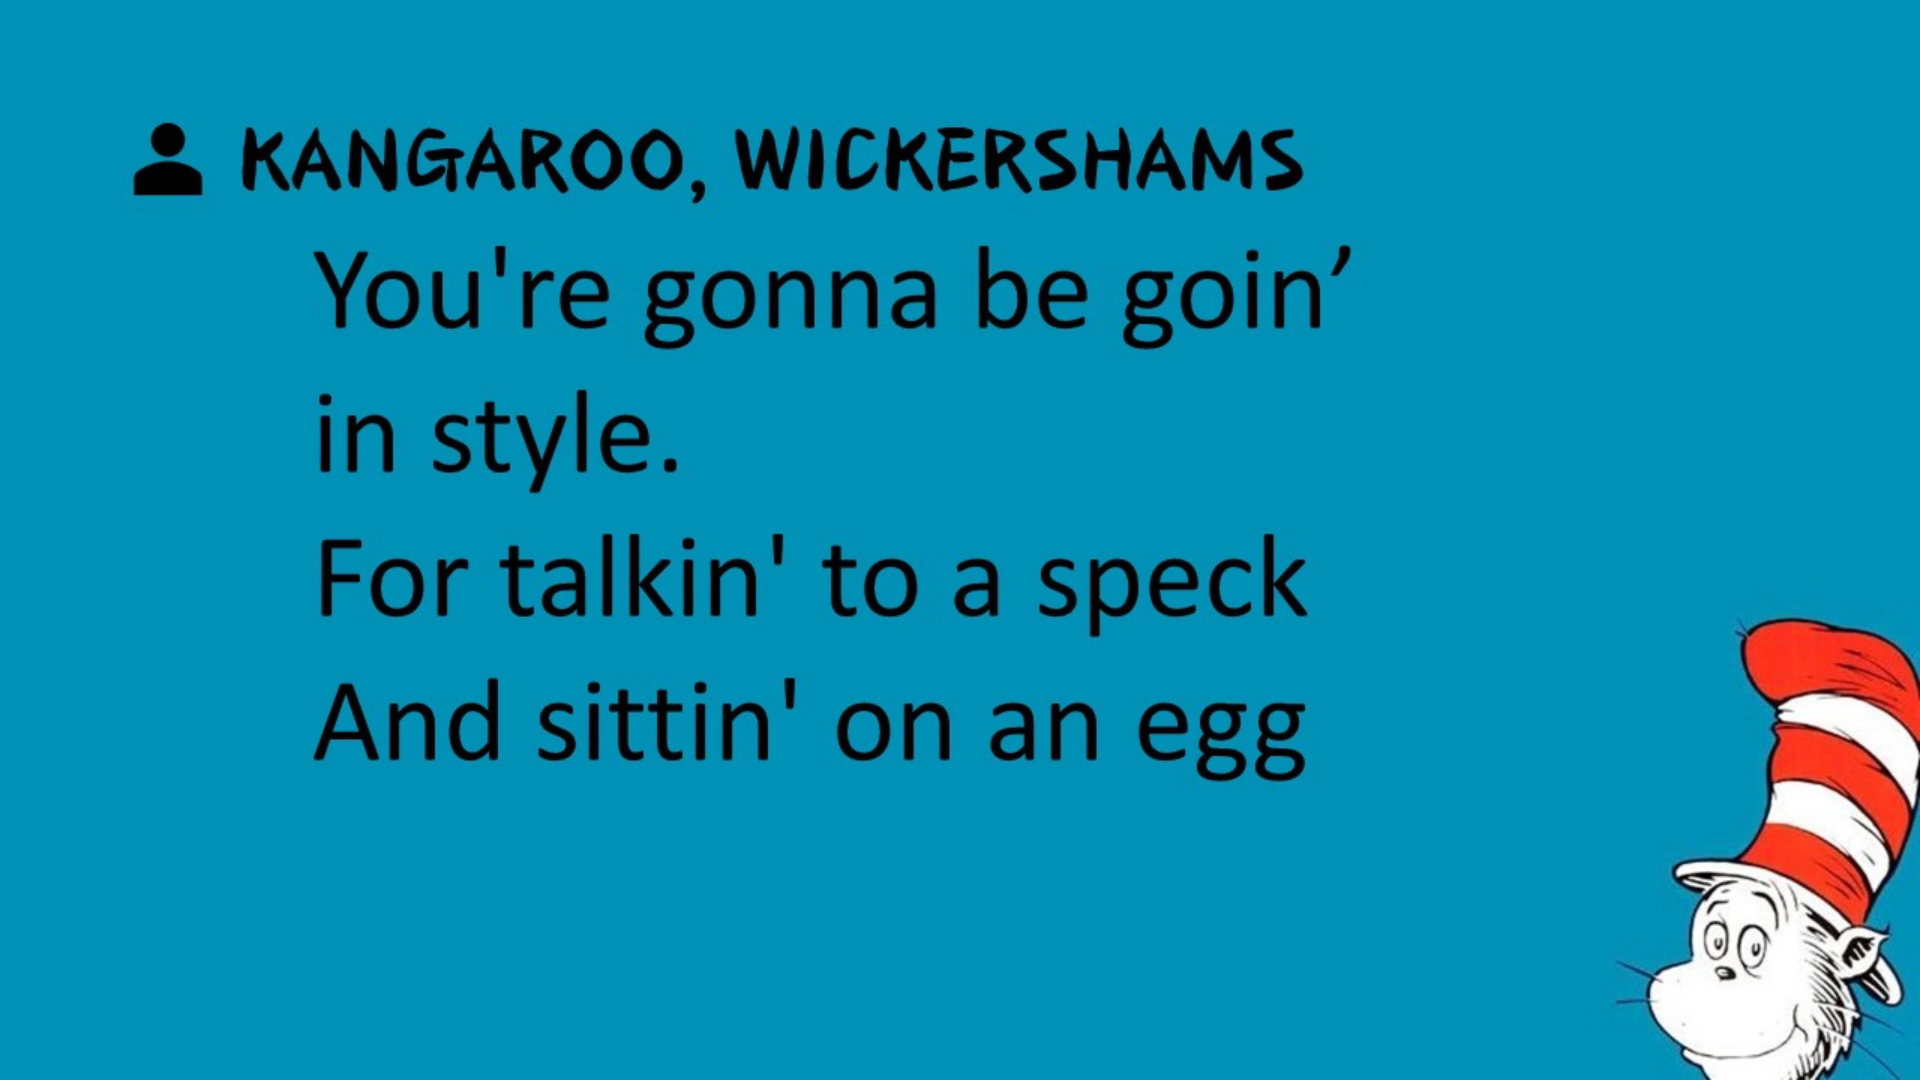 KANGAROO, WICKERSHAMS
You're gonna be goin’
in style.
For talkin' to a speck
And sittin' on an egg